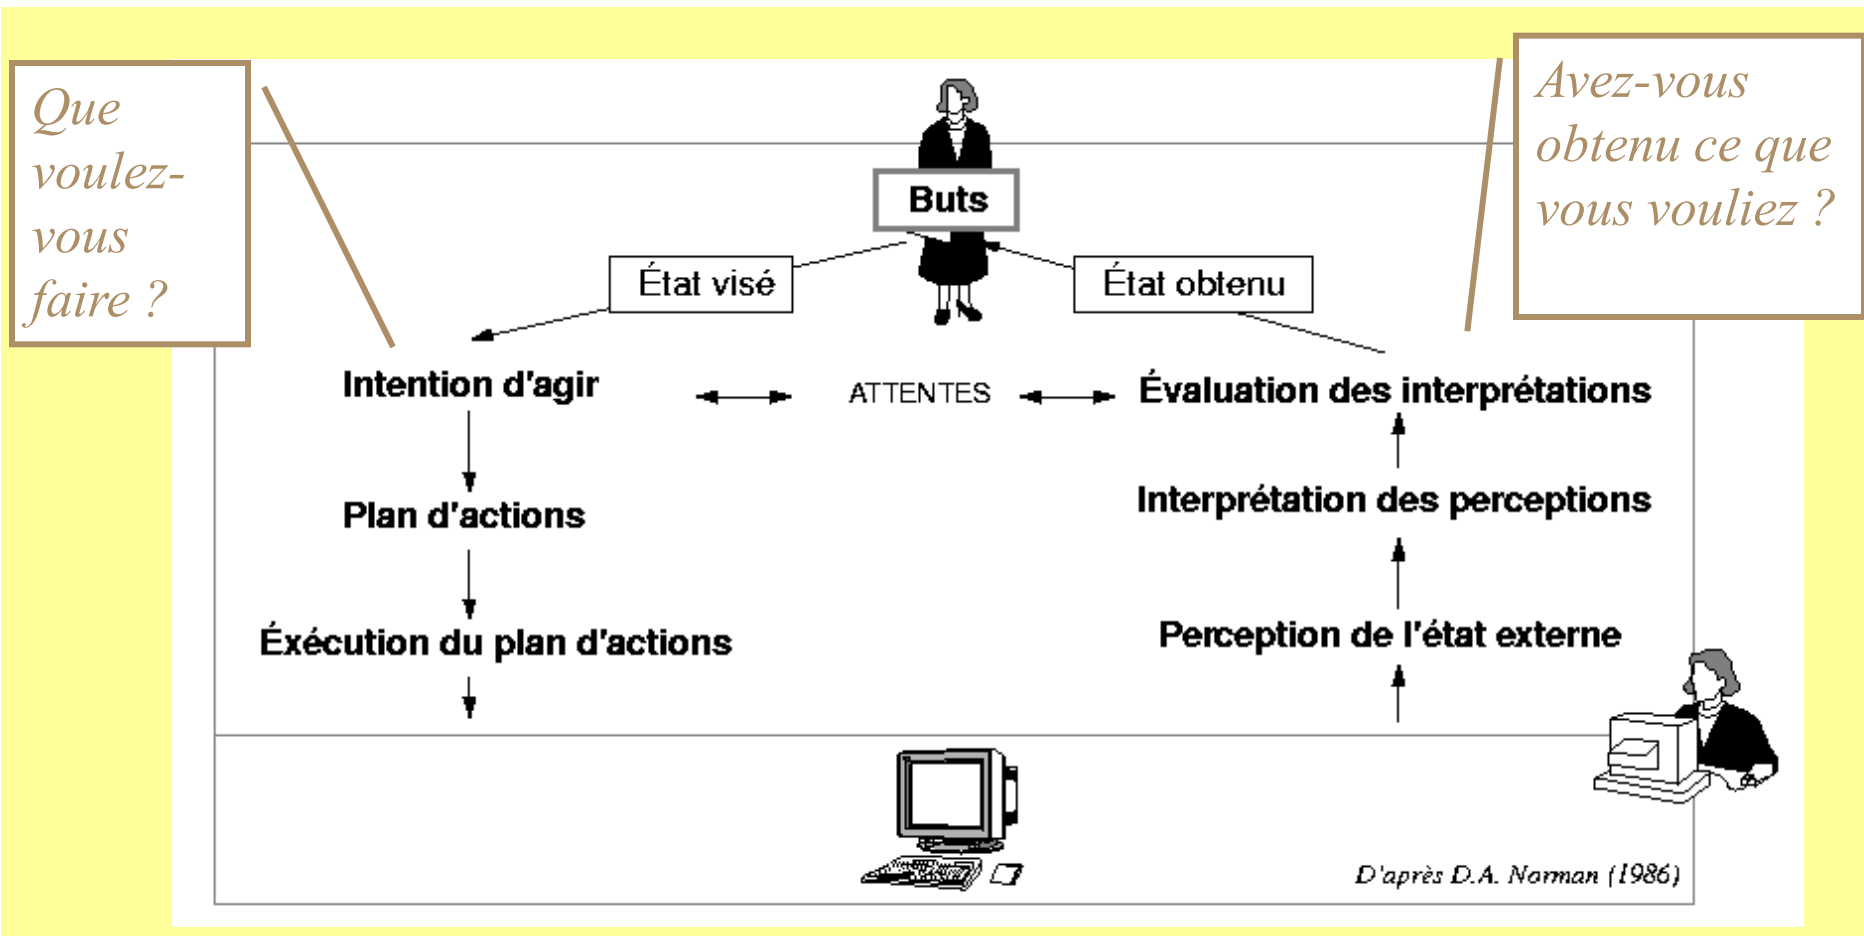 Que
voulez-
vous
faire ?
Avez-vous
obtenu ce que
vous vouliez ?
Buts
État visé
État obtenu
Intention d'agir
ATTENTES
Évaluation des interprétations
Plan d'actions
Interprétation des perceptions
Éxécution du plan d'actions
Perception de l'état externe
D'après D.A. Norman (1986)